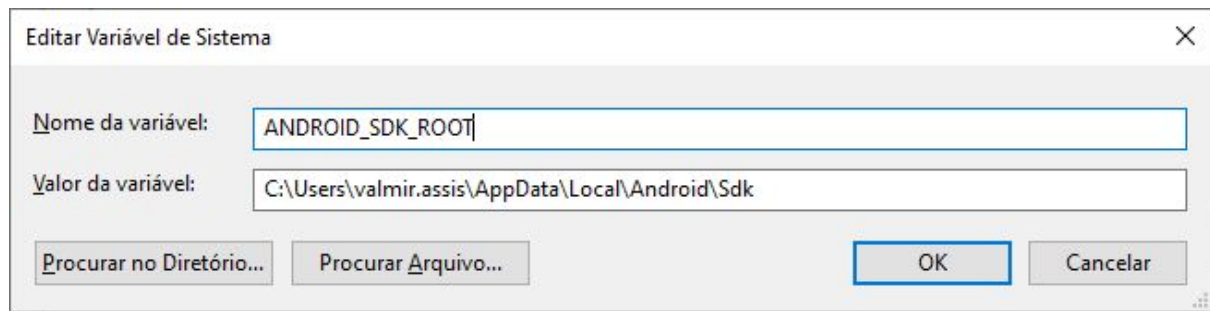 Editar Variável de Sistema
Nome da variável: ANDROID_SDK_ROOT
Valor da variável: C:\Users\valmir.assis\AppData\Local\Android\Sdk
Procurar no Diretório... Procurar Arquivo... OK Cancelar